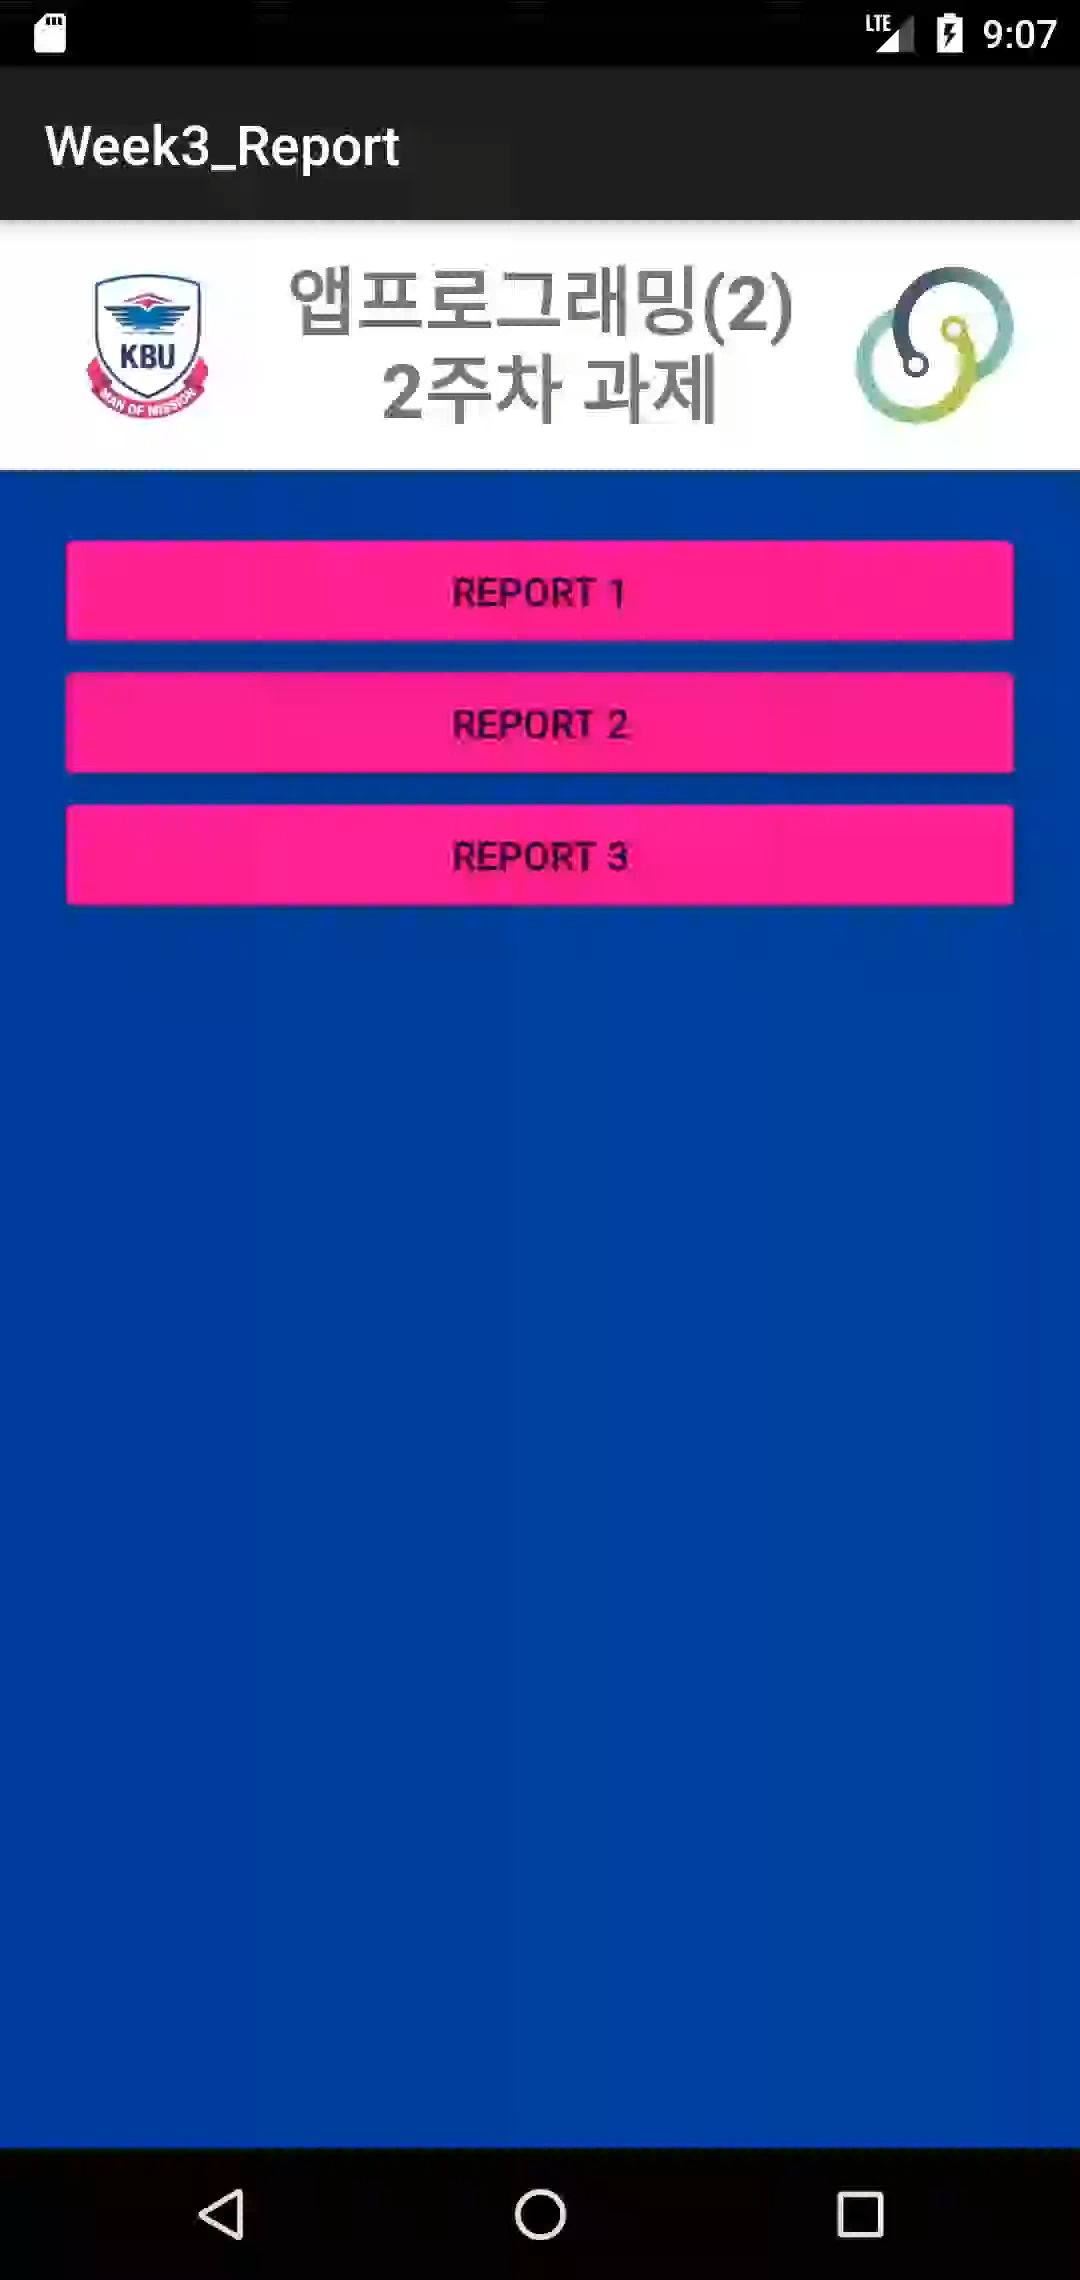 LTE 9:07
Week3_Report
KBU
MAN OF MISSION
앱프로그래밍(2)
2주차 과제
REPORT 1
REPORT 2
REPORT 3